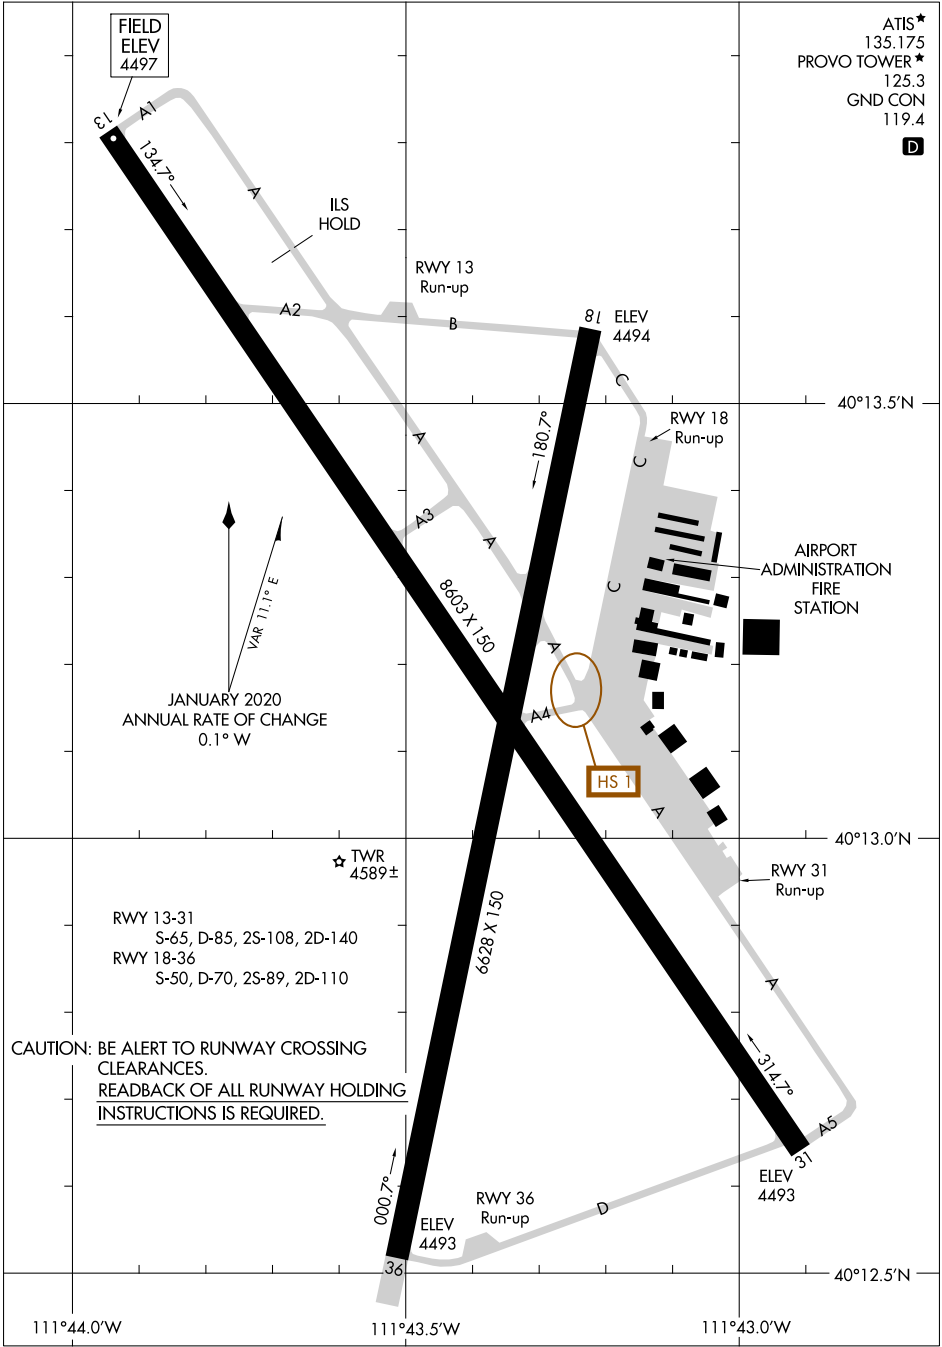 FIELD
ELEV
4497
ATIS★
135.175
PROVO TOWER★
125.3
GND CON
119.4
D
13
A1
134.7°
A
ILS
HOLD
RWY 13
Run-up
A2
B
18
ELEV
4494
C
40°13.5'N
RWY 18
Run-up
180.7°
A
C
A3
A
C
AIRPORT
ADMINISTRATION
FIRE
STATION
VAR 11.1° E
8603 X 150
A
JANUARY 2020
ANNUAL RATE OF CHANGE
0.1° W
A4
HS 1
A
40°13.0'N
TWR
4589±
RWY 31
Run-up
RWY 13-31
S-65, D-85, 2S-108, 2D-140
RWY 18-36
S-50, D-70, 2S-89, 2D-110
6628 X 150
A
CAUTION: BE ALERT TO RUNWAY CROSSING
CLEARANCES.
READBACK OF ALL RUNWAY HOLDING
INSTRUCTIONS IS REQUIRED.
314.7°
A5
31
ELEV
4493
000.7°
RWY 36
Run-up
D
ELEV
4493
36
40°12.5'N
111°44.0'W
111°43.5'W
111°43.0'W